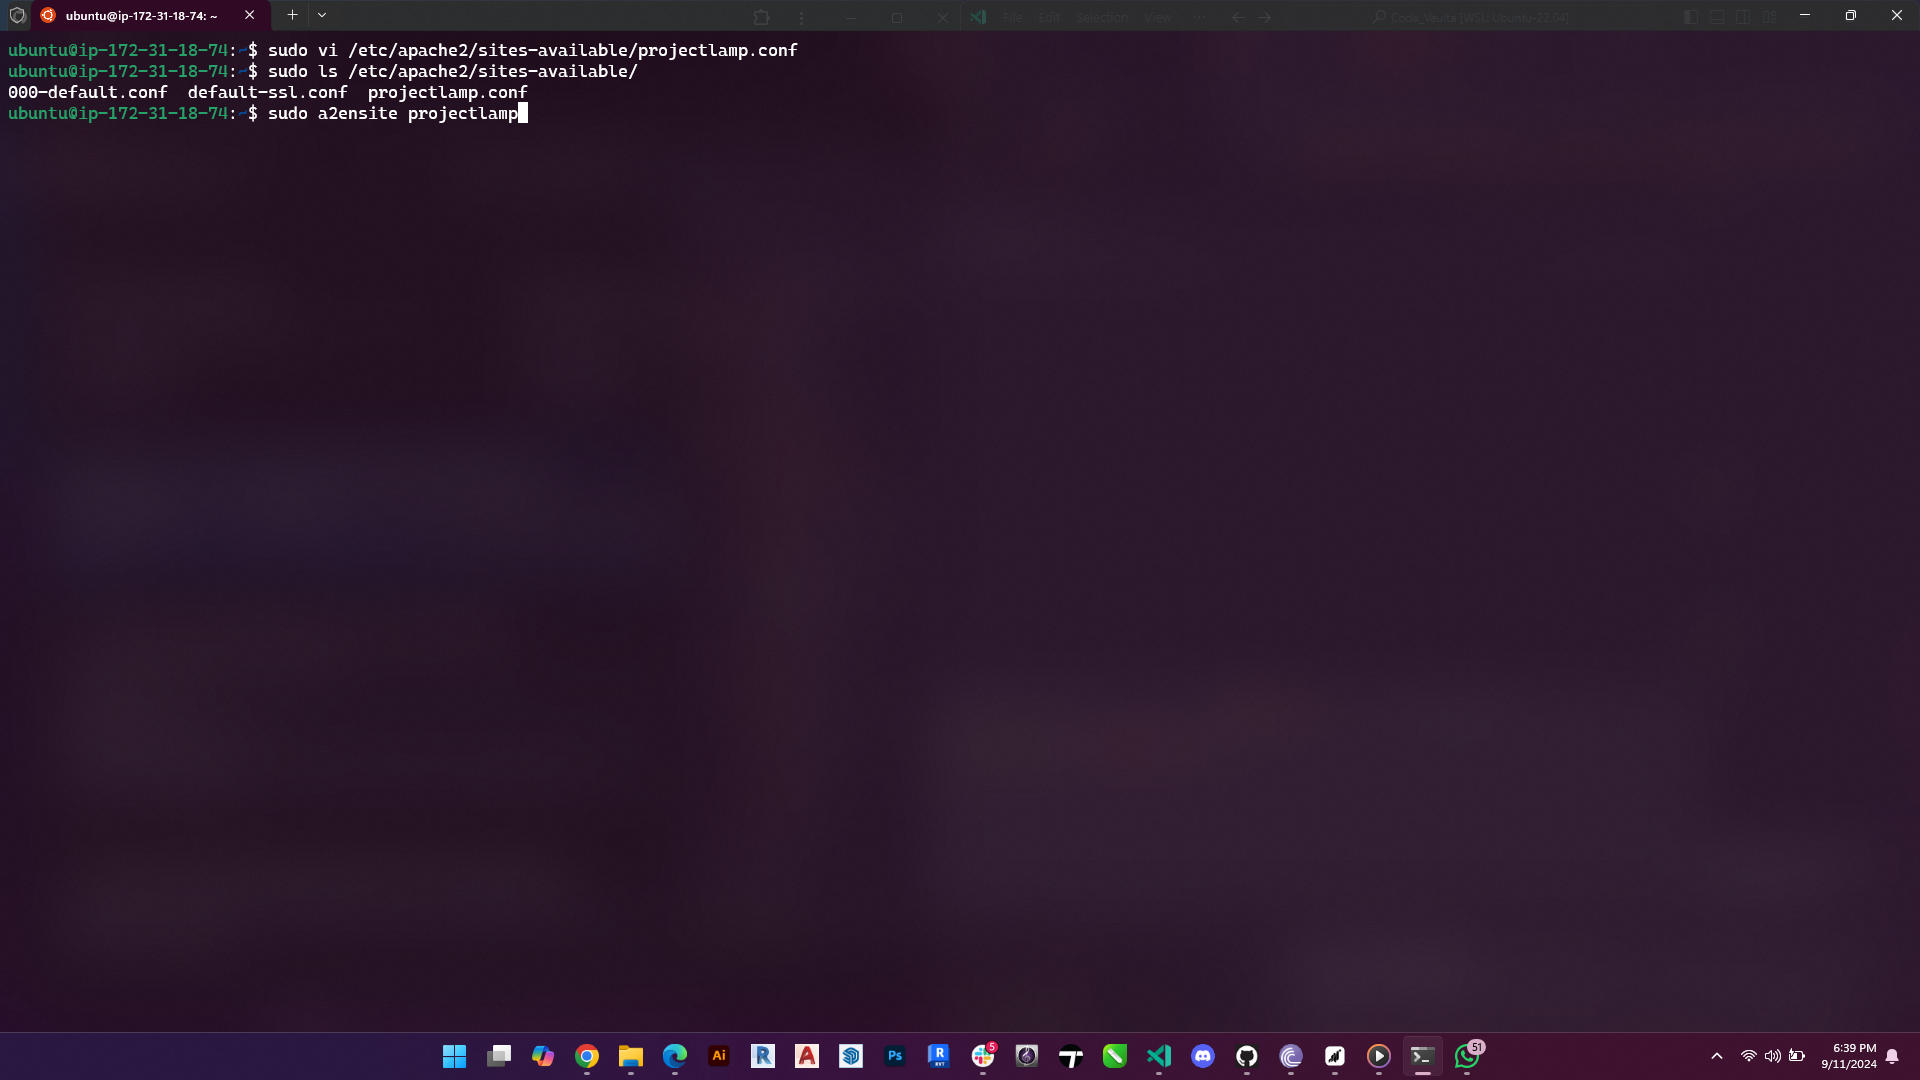 ubuntu@ip-172-31-18-74: ~
File Edit Selection View ··· Coda_Vaulta [WSL: Ubuntu-22.04]
ubuntu@ip-172-31-18-74:~$ sudo vi /etc/apache2/sites-available/projectlamp.conf
ubuntu@ip-172-31-18-74:~$ sudo ls /etc/apache2/sites-available/
000-default.conf  default-ssl.conf  projectlamp.conf
ubuntu@ip-172-31-18-74:~$ sudo a2ensite projectlamp
Ai
R
A
Ps
R
RVT
5
51
6:39 PM
9/11/2024